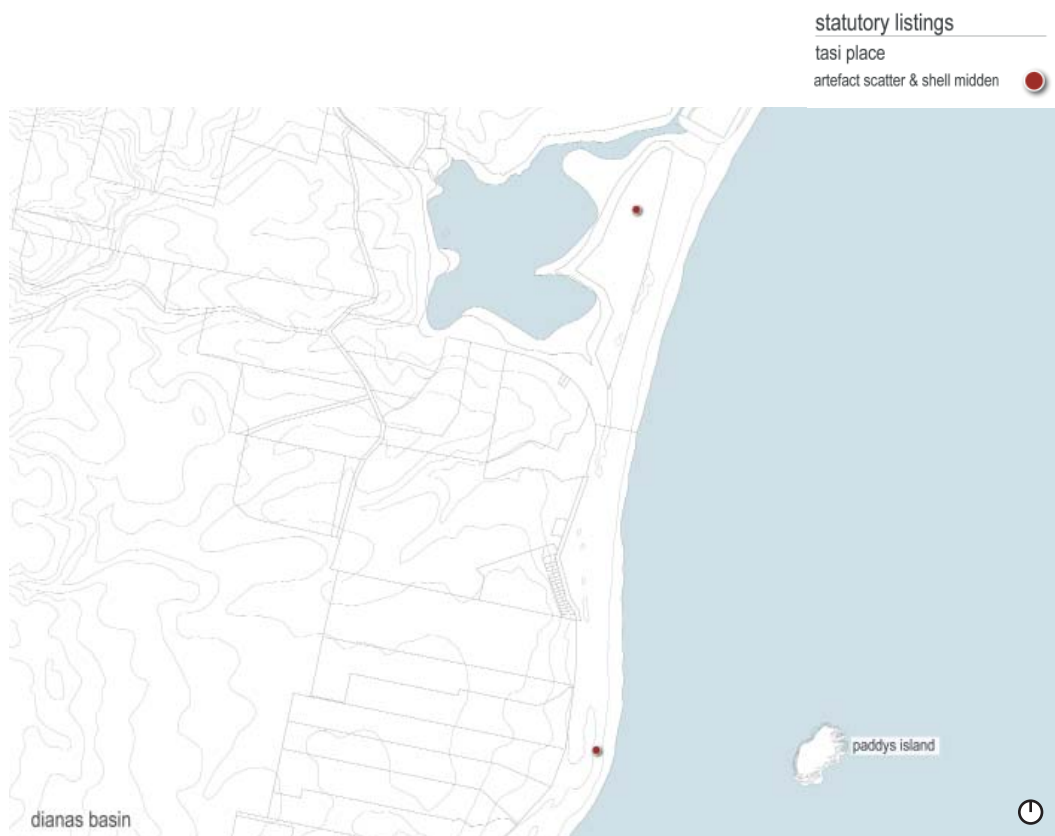 statutory listings
tasi place
artefact scatter & shell midden
paddys island
dianas basin